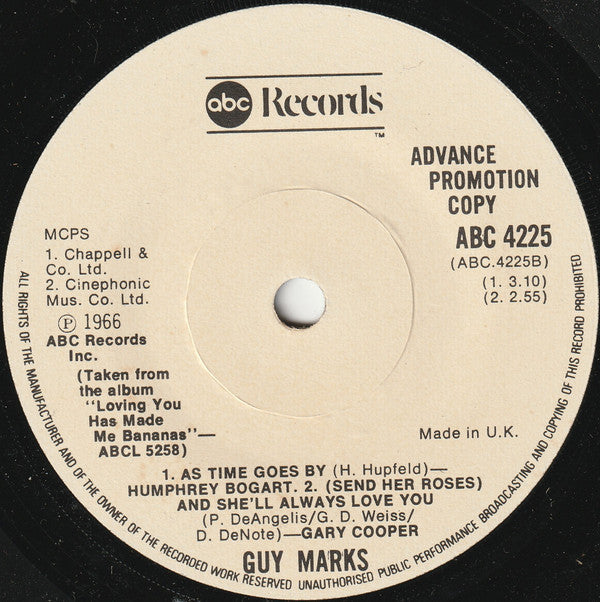 abc Records
TM
ADVANCE
PROMOTION
COPY
ABC 4225
(ABC.4225B)
(1. 3.10)
(2. 2.55)
MCPS
1. Chappell &
Co. Ltd.
2. Cinephonic
Mus. Co. Ltd.
Ⓟ 1966
ABC Records
Inc.
(Taken from
the album
"Loving You
Has Made
Me Bananas"—
ABCL 5258)
Made in U.K.
1. AS TIME GOES BY (H. Hupfeld)—
HUMPHREY BOGART. 2. (SEND HER ROSES)
AND SHE'LL ALWAYS LOVE YOU
(P. DeAngelis/G. D. Weiss/
D. DeNote)—GARY COOPER
GUY MARKS
ALL RIGHTS OF THE MANUFACTURER AND OF THE OWNER OF THE RECORDED WORK RESERVED UNAUTHORISED PUBLIC PERFORMANCE BROADCASTING AND COPYING OF THIS RECORD PROHIBITED